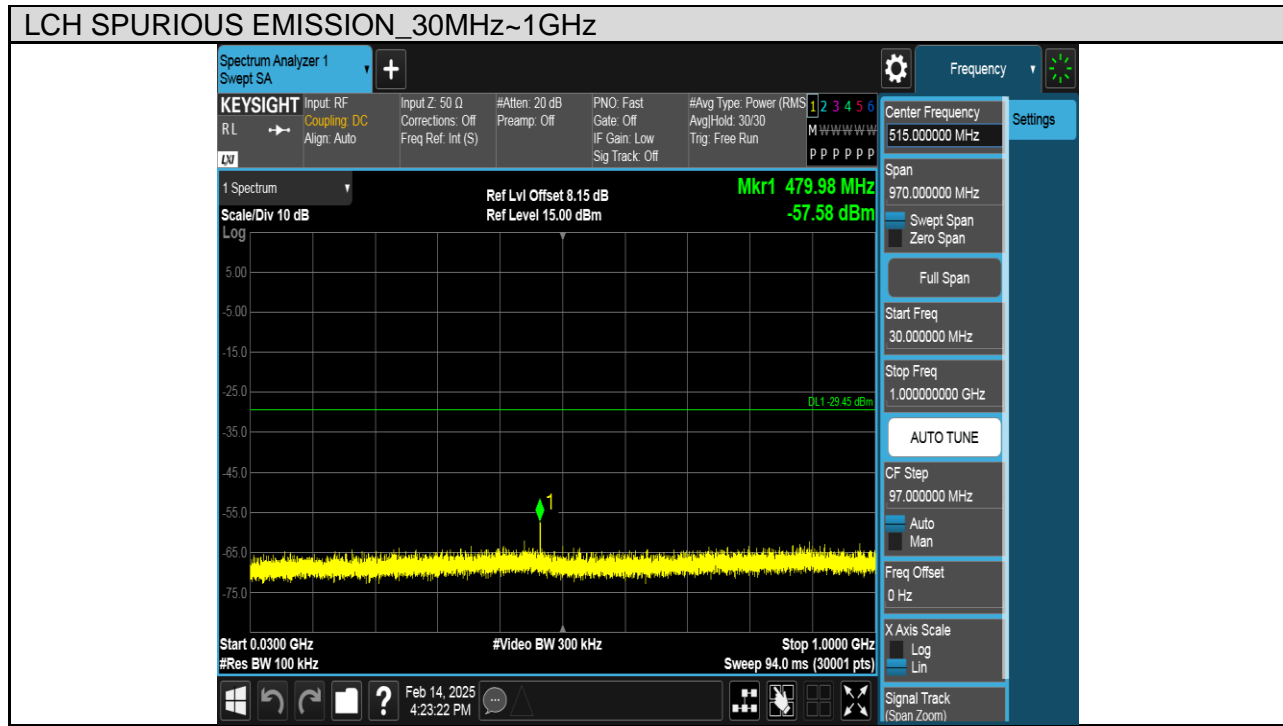 LCH SPURIOUS EMISSION_30MHz~1GHz
Spectrum Analyzer 1
Swept SA
+
Frequency
KEYSIGHT
RL
LXI
Input: RF
Coupling: DC
Align: Auto
Input Z: 50 Ω
Corrections: Off
Freq Ref: Int (S)
#Atten: 20 dB
Preamp: Off
PNO: Fast
Gate: Off
IF Gain: Low
Sig Track: Off
#Avg Type: Power (RMS
Avg|Hold: 30/30
Trig: Free Run
1 2 3 4 5 6
M W W W W W
P P P P P P
1 Spectrum
Scale/Div 10 dB
Ref Lvl Offset 8.15 dB
Ref Level 15.00 dBm
Mkr1 479.98 MHz
-57.58 dBm
Log
5.00
-5.00
-15.0
-25.0
DL1 -29.45 dBm
-35.0
-45.0
1
-55.0
-65.0
-75.0
Start 0.0300 GHz
#Video BW 300 kHz
Stop 1.0000 GHz
#Res BW 100 kHz
Sweep 94.0 ms (30001 pts)
?
Feb 14, 2025
4:23:22 PM
Center Frequency
515.000000 MHz
Settings
Span
970.000000 MHz
Swept Span
Zero Span
Full Span
Start Freq
30.000000 MHz
Stop Freq
1.000000000 GHz
AUTO TUNE
CF Step
97.000000 MHz
Auto
Man
Freq Offset
0 Hz
X Axis Scale
Log
Lin
Signal Track
(Span Zoom)